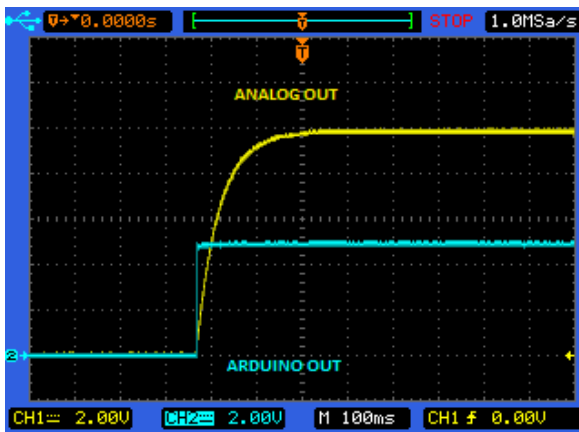 T→▼0.0000s STOP 1.0MSa/s
T
ANALOG OUT
2
ARDUINO OUT
CH1 2.00V CH2 2.00V M 100ms CH1 0.00V